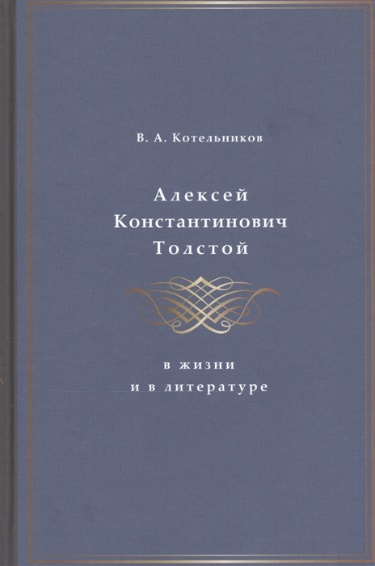 В. А. Котельников
Алексей
Константинович
Толстой
в жизни
и в литературе